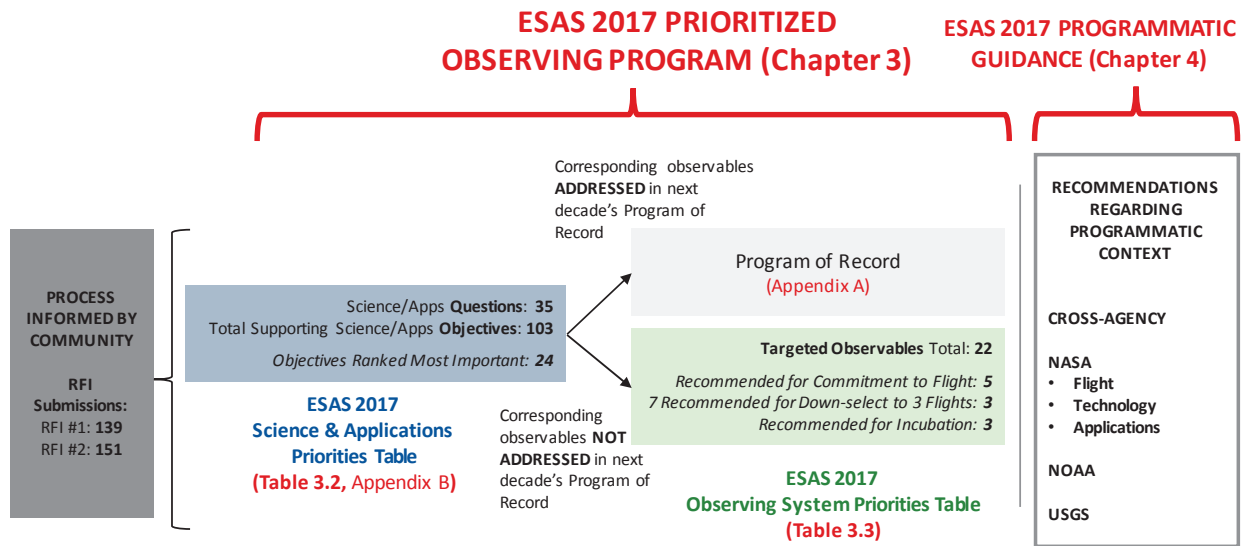 ESAS 2017 PRIORITIZED
OBSERVING PROGRAM (Chapter 3)
ESAS 2017 PROGRAMMATIC
GUIDANCE (Chapter 4)
PROCESS
INFORMED BY
COMMUNITY
RFI
Submissions:
RFI #1: 139
RFI #2: 151
Science/Apps Questions: 35
Total Supporting Science/Apps Objectives: 103
Objectives Ranked Most Important: 24
ESAS 2017
Science & Applications
Priorities Table
(Table 3.2, Appendix B)
Corresponding observables
ADDRESSED in next
decade's Program of
Record
Corresponding
observables NOT
ADDRESSED in next
decade's Program of
Record
Program of Record
(Appendix A)
Targeted Observables Total: 22
Recommended for Commitment to Flight: 5
7 Recommended for Down-select to 3 Flights: 3
Recommended for Incubation: 3
ESAS 2017
Observing System Priorities Table
(Table 3.3)
RECOMMENDATIONS
REGARDING
PROGRAMMATIC
CONTEXT
CROSS-AGENCY
NASA
• Flight
• Technology
• Applications
NOAA
USGS